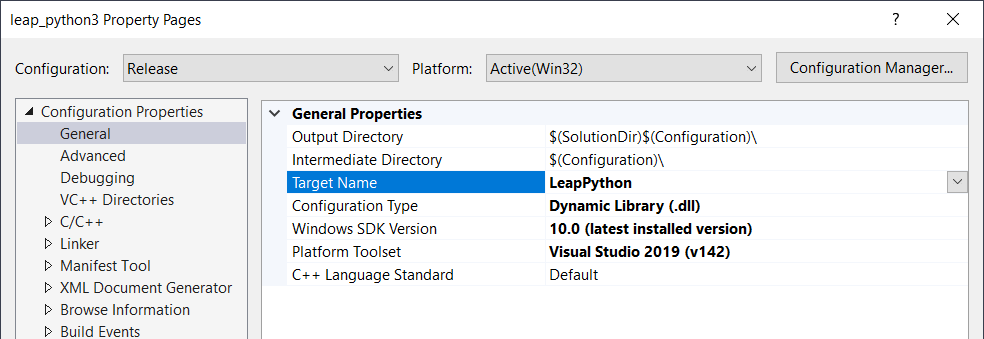 leap_python3 Property Pages ?
Configuration: Release Platform: Active(Win32) Configuration Manager...
Configuration Properties
General
Advanced
Debugging
VC++ Directories
C/C++
Linker
Manifest Tool
XML Document Generator
Browse Information
Build Events
General Properties
Output Directory $(SolutionDir)$(Configuration)\
Intermediate Directory $(Configuration)\
Target Name LeapPython
Configuration Type Dynamic Library (.dll)
Windows SDK Version 10.0 (latest installed version)
Platform Toolset Visual Studio 2019 (v142)
C++ Language Standard Default